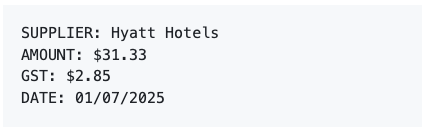 SUPPLIER: Hyatt Hotels
AMOUNT: $31.33
GST: $2.85
DATE: 01/07/2025